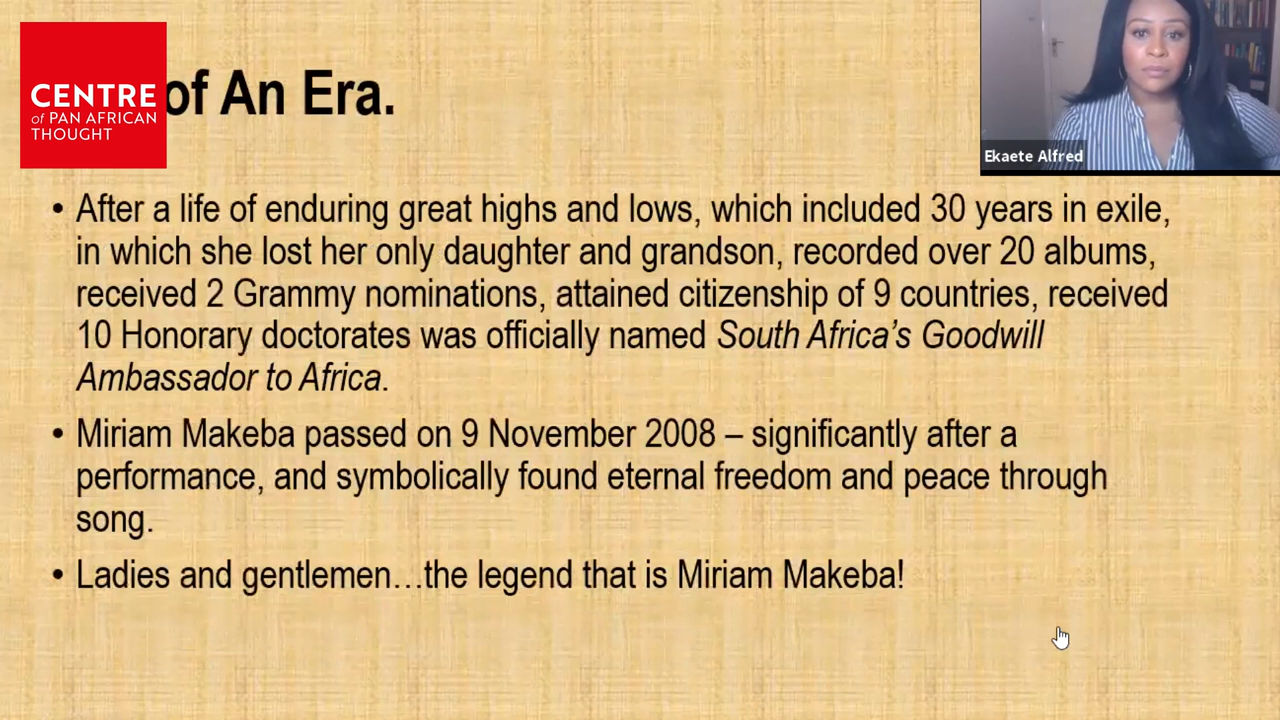 CENTRE
of PAN AFRICAN
THOUGHT
of An Era.
Ekaete Alfred
• After a life of enduring great highs and lows, which included 30 years in exile,
in which she lost her only daughter and grandson, recorded over 20 albums,
received 2 Grammy nominations, attained citizenship of 9 countries, received
10 Honorary doctorates was officially named South Africa’s Goodwill
Ambassador to Africa.
• Miriam Makeba passed on 9 November 2008 – significantly after a
performance, and symbolically found eternal freedom and peace through
song.
• Ladies and gentlemen…the legend that is Miriam Makeba!